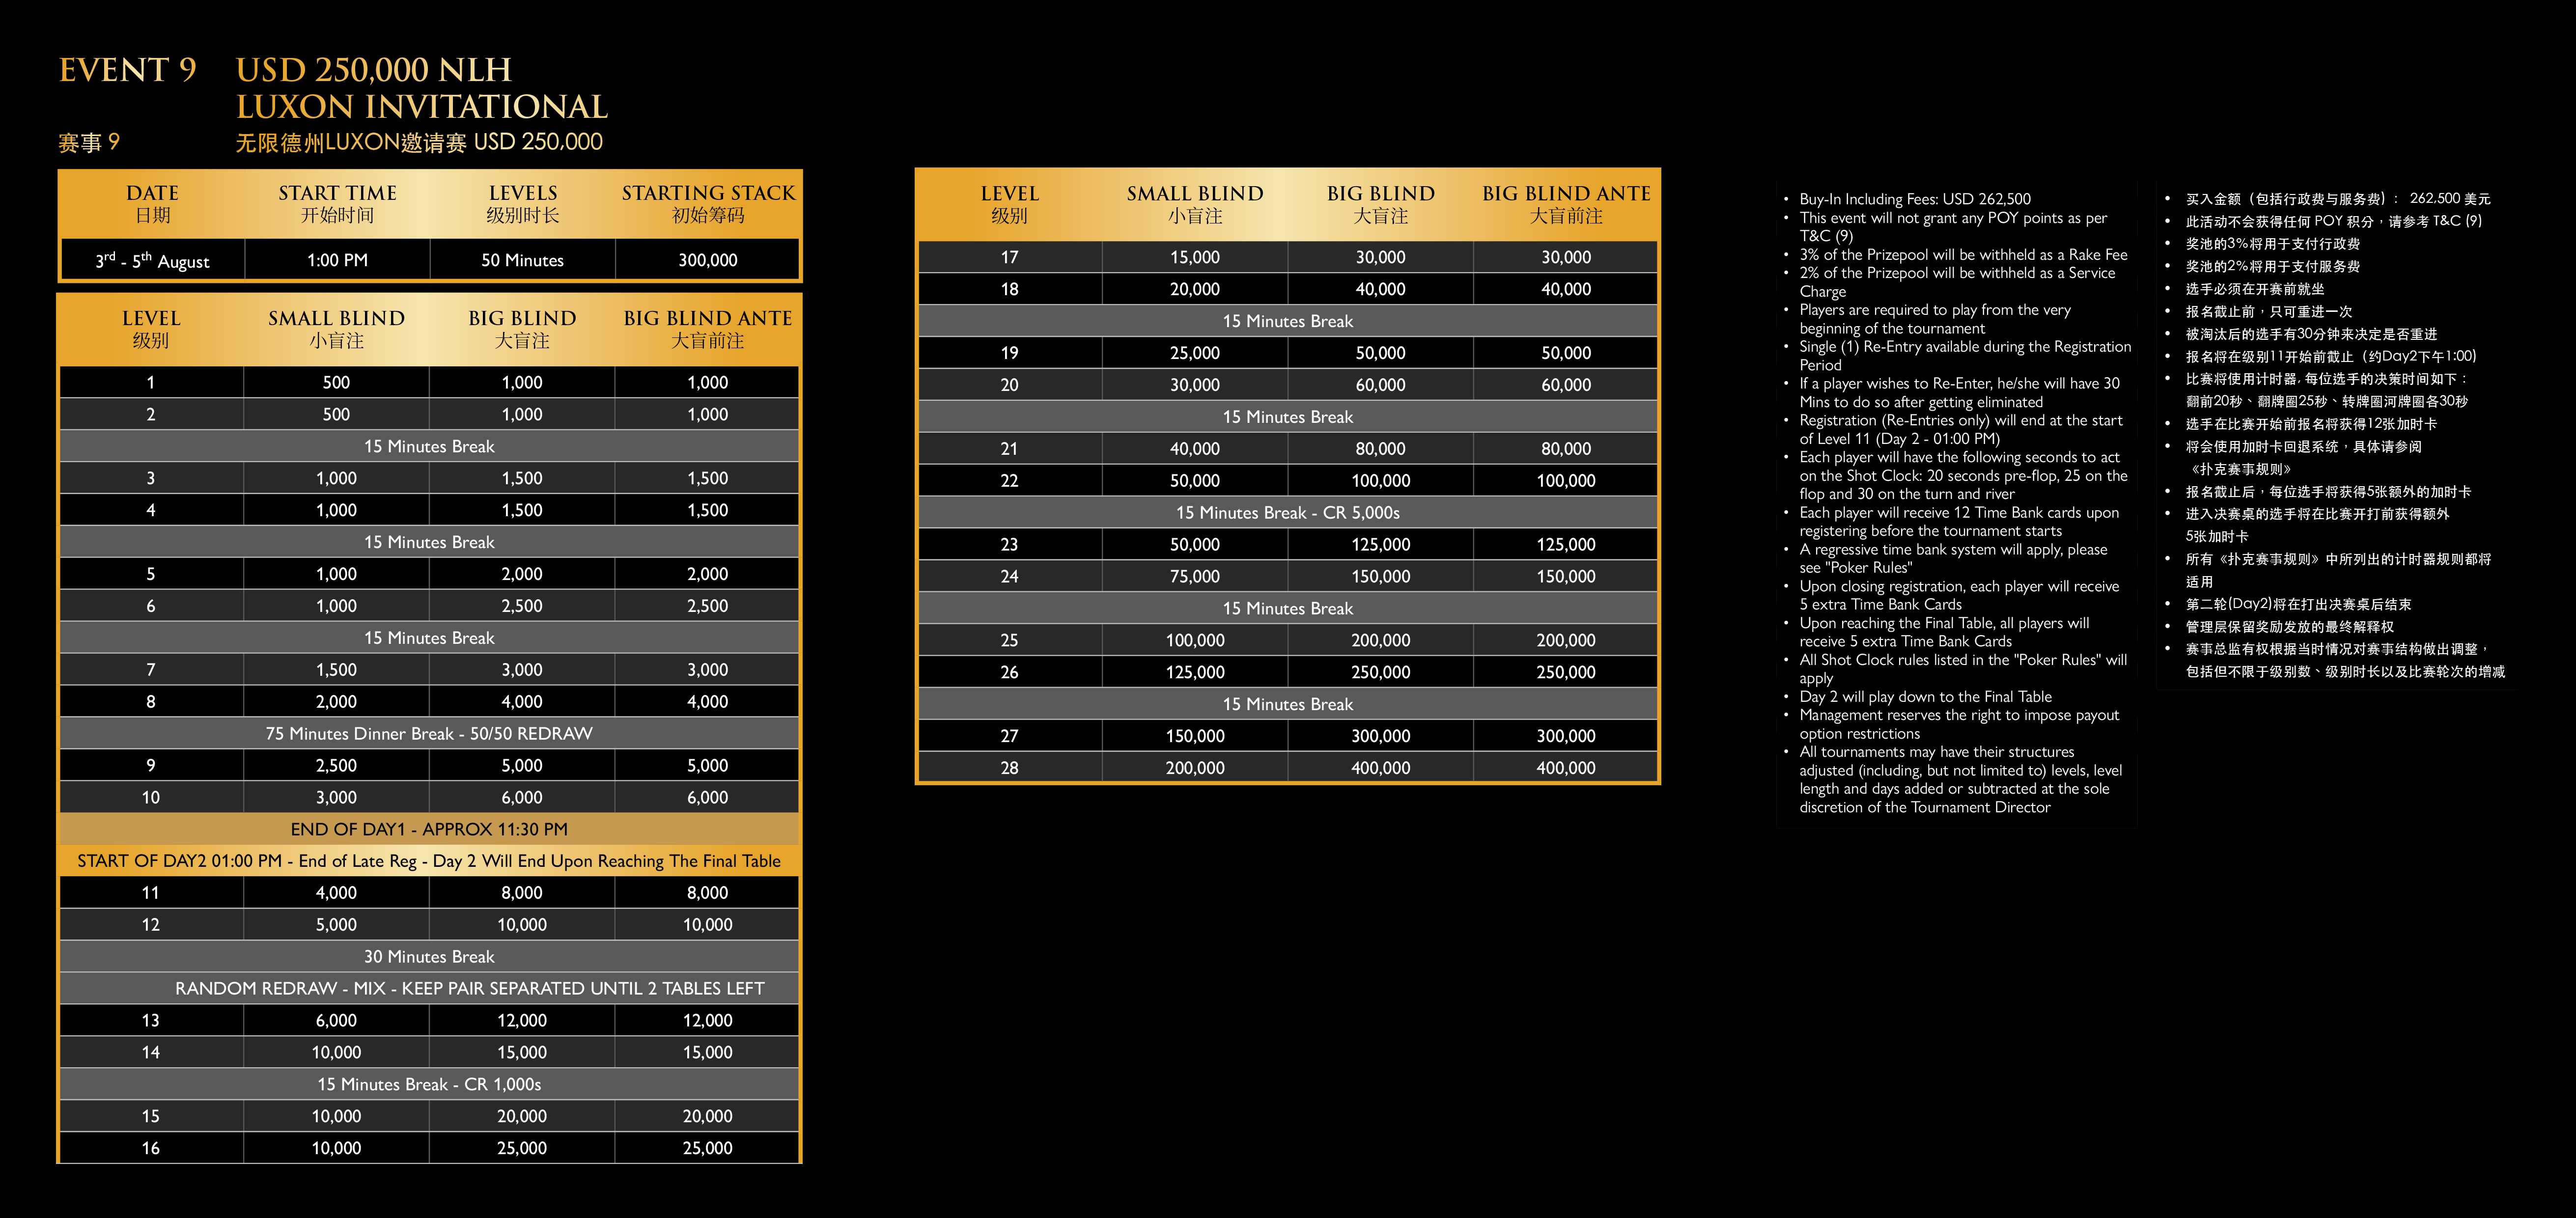 EVENT 9 USD 250,000 NLH
LUXON INVITATIONAL
赛事 9 无限德州LUXON邀请赛 USD 250,000
DATE START TIME LEVELS STARTING STACK
日期 开始时间 级别时长 初始筹码
3rd - 5th August 1:00 PM 50 Minutes 300,000
LEVEL SMALL BLIND BIG BLIND BIG BLIND ANTE
级别 小盲注 大盲注 大盲前注
1 500 1,000 1,000
2 500 1,000 1,000
15 Minutes Break
3 1,000 1,500 1,500
4 1,000 1,500 1,500
15 Minutes Break
5 1,000 2,000 2,000
6 1,000 2,500 2,500
15 Minutes Break
7 1,500 3,000 3,000
8 2,000 4,000 4,000
75 Minutes Dinner Break - 50/50 REDRAW
9 2,500 5,000 5,000
10 3,000 6,000 6,000
END OF DAY1 - APPROX 11:30 PM
START OF DAY2 01:00 PM - End of Late Reg - Day 2 Will End Upon Reaching The Final Table
11 4,000 8,000 8,000
12 5,000 10,000 10,000
30 Minutes Break
RANDOM REDRAW - MIX - KEEP PAIR SEPARATED UNTIL 2 TABLES LEFT
13 6,000 12,000 12,000
14 10,000 15,000 15,000
15 Minutes Break - CR 1,000s
15 10,000 20,000 20,000
16 10,000 25,000 25,000
LEVEL SMALL BLIND BIG BLIND BIG BLIND ANTE
级别 小盲注 大盲注 大盲前注
17 15,000 30,000 30,000
18 20,000 40,000 40,000
15 Minutes Break
19 25,000 50,000 50,000
20 30,000 60,000 60,000
15 Minutes Break
21 40,000 80,000 80,000
22 50,000 100,000 100,000
15 Minutes Break - CR 5,000s
23 50,000 125,000 125,000
24 75,000 150,000 150,000
15 Minutes Break
25 100,000 200,000 200,000
26 125,000 250,000 250,000
15 Minutes Break
27 150,000 300,000 300,000
28 200,000 400,000 400,000
• Buy-In Including Fees: USD 262,500
• This event will not grant any POY points as per
T&C (9)
• 3% of the Prizepool will be withheld as a Rake Fee
• 2% of the Prizepool will be withheld as a Service
Charge
• Players are required to play from the very
beginning of the tournament
• Single (1) Re-Entry available during the Registration
Period
• If a player wishes to Re-Enter, he/she will have 30
Mins to do so after getting eliminated
• Registration (Re-Entries only) will end at the start
of Level 11 (Day 2 - 01:00 PM)
• Each player will have the following seconds to act
on the Shot Clock: 20 seconds pre-flop, 25 on the
flop and 30 on the turn and river
• Each player will receive 12 Time Bank cards upon
registering before the tournament starts
• A regressive time bank system will apply, please
see "Poker Rules"
• Upon closing registration, each player will receive
5 extra Time Bank Cards
• Upon reaching the Final Table, all players will
receive 5 extra Time Bank Cards
• All Shot Clock rules listed in the "Poker Rules" will
apply
• Day 2 will play down to the Final Table
• Management reserves the right to impose payout
option restrictions
• All tournaments may have their structures
adjusted (including, but not limited to) levels, level
length and days added or subtracted at the sole
discretion of the Tournament Director
• 买入金额（包括行政费与服务费）： 262,500 美元
• 此活动不会获得任何 POY 积分，请参考 T&C (9)
• 奖池的3%将用于支付行政费
• 奖池的2%将用于支付服务费
• 选手必须在开赛前就坐
• 报名截止前，只可重进一次
• 被淘汰后的选手有30分钟来决定是否重进
• 报名将在级别11开始前截止（约Day2下午1:00)
• 比赛将使用计时器, 每位选手的决策时间如下：
翻前20秒、翻牌圈25秒、转牌圈河牌圈各30秒
• 选手在比赛开始前报名将获得12张加时卡
• 将会使用加时卡回退系统，具体请参阅
《扑克赛事规则》
• 报名截止后，每位选手将获得5张额外的加时卡
• 进入决赛桌的选手将在比赛开打前获得额外
5张加时卡
• 所有《扑克赛事规则》中所列出的计时器规则都将
适用
• 第二轮(Day2)将在打出决赛桌后结束
• 管理层保留奖励发放的最终解释权
• 赛事总监有权根据当时情况对赛事结构做出调整，
包括但不限于级别数、级别时长以及比赛轮次的增减